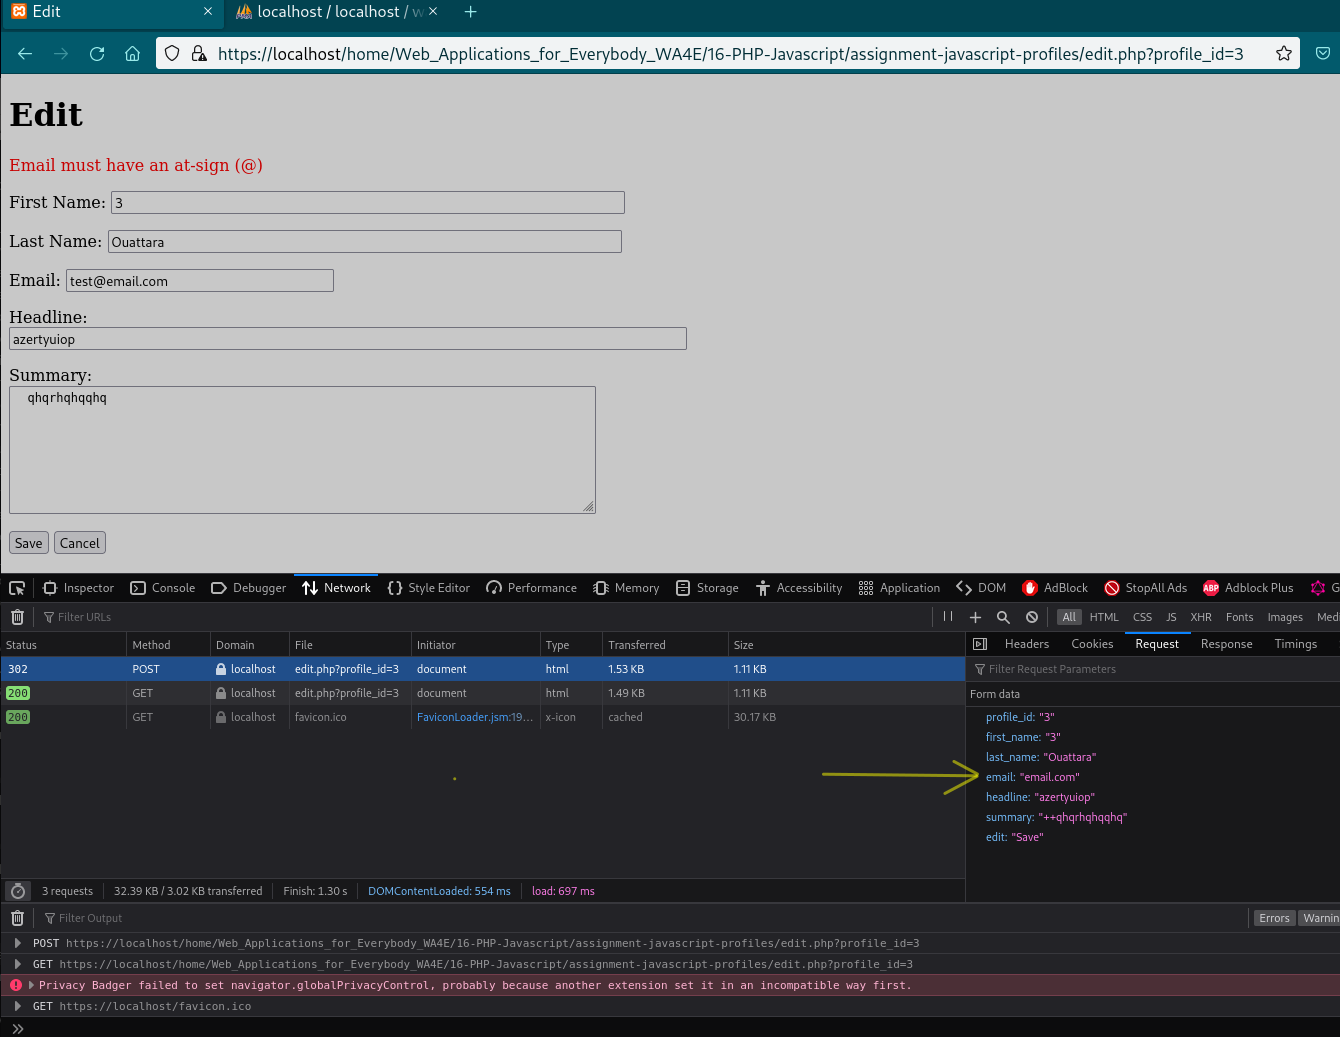 Edit
localhost / localhost / w
https://localhost/home/Web_Applications_for_Everybody_WA4E/16-PHP-Javascript/assignment-javascript-profiles/edit.php?profile_id=3
Edit
Email must have an at-sign (@)
First Name: 3
Last Name: Ouattara
Email: test@email.com
Headline:
azertyuiop
Summary:
qhqrhqhqqhq
Save Cancel
Inspector Console Debugger Network Style Editor Performance Memory Storage Accessibility Application DOM AdBlock StopAll Ads Adblock Plus G
Filter URLs All HTML CSS JS XHR Fonts Images Medi
Status Method Domain File Initiator Type Transferred Size
302 POST localhost edit.php?profile_id=3 document html 1.53 KB 1.11 KB
200 GET localhost edit.php?profile_id=3 document html 1.49 KB 1.11 KB
200 GET localhost favicon.ico FaviconLoader.jsm:19... x-icon cached 30.17 KB
Headers Cookies Request Response Timings
Filter Request Parameters
Form data
profile_id: "3"
first_name: "3"
last_name: "Ouattara"
email: "email.com"
headline: "azertyuiop"
summary: "++qhqrhqhqqhq"
edit: "Save"
3 requests 32.39 KB / 3.02 KB transferred Finish: 1.30 s DOMContentLoaded: 554 ms load: 697 ms
Filter Output Errors Warnin
POST https://localhost/home/Web_Applications_for_Everybody_WA4E/16-PHP-Javascript/assignment-javascript-profiles/edit.php?profile_id=3
GET https://localhost/home/Web_Applications_for_Everybody_WA4E/16-PHP-Javascript/assignment-javascript-profiles/edit.php?profile_id=3
Privacy Badger failed to set navigator.globalPrivacyControl, probably because another extension set it in an incompatible way first.
GET https://localhost/favicon.ico